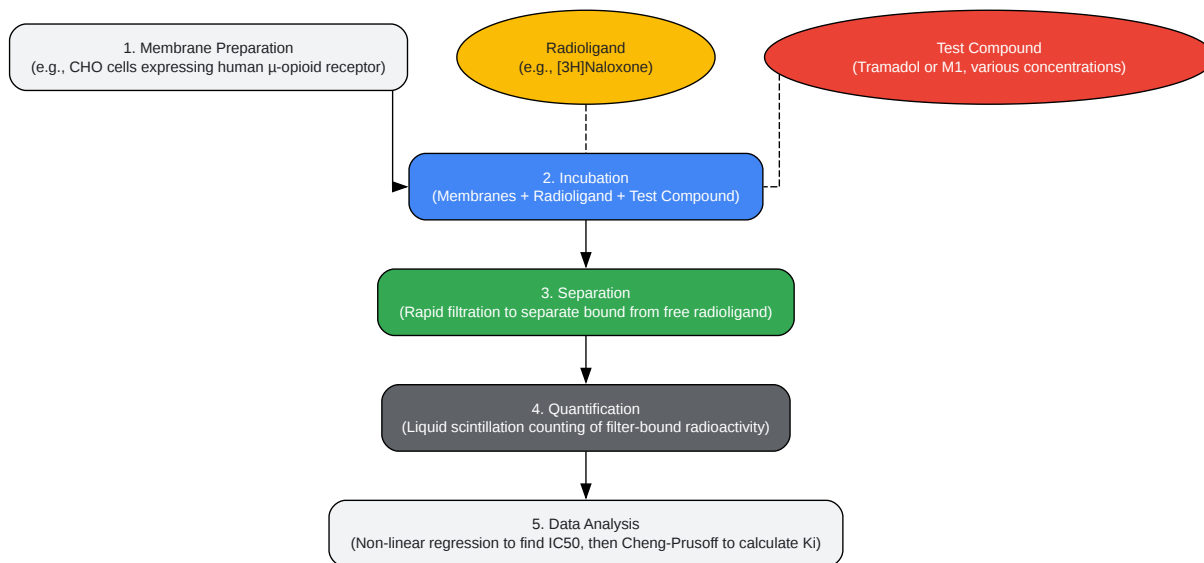 1. Membrane Preparation
(e.g., CHO cells expressing human µ-opioid receptor)
Radioligand
(e.g., [3H]Naloxone)
Test Compound
(Tramadol or M1, various concentrations)
2. Incubation
(Membranes + Radioligand + Test Compound)
3. Separation
(Rapid filtration to separate bound from free radioligand)
4. Quantification
(Liquid scintillation counting of filter-bound radioactivity)
5. Data Analysis
(Non-linear regression to find IC50, then Cheng-Prusoff to calculate Ki)